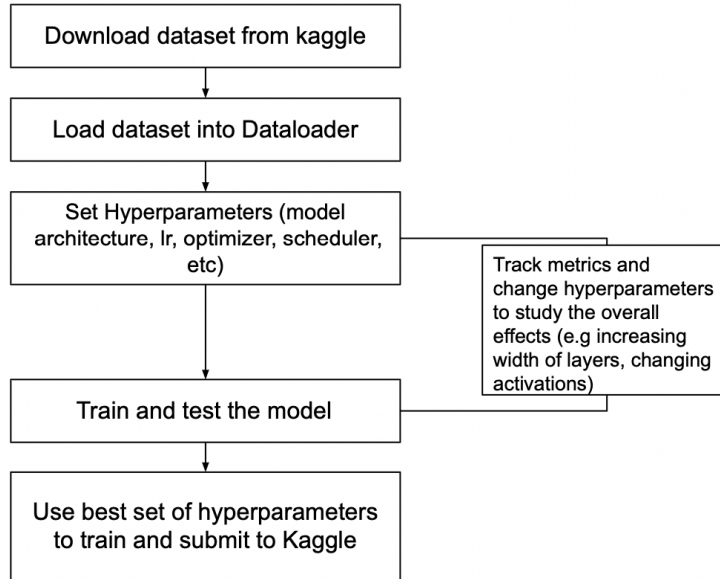 Download dataset from kaggle
Load dataset into Dataloader
Set Hyperparameters (model
architecture, lr, optimizer, scheduler,
etc)
Track metrics and
change hyperparameters
to study the overall
effects (e.g increasing
width of layers, changing
activations)
Train and test the model
Use best set of hyperparameters
to train and submit to Kaggle